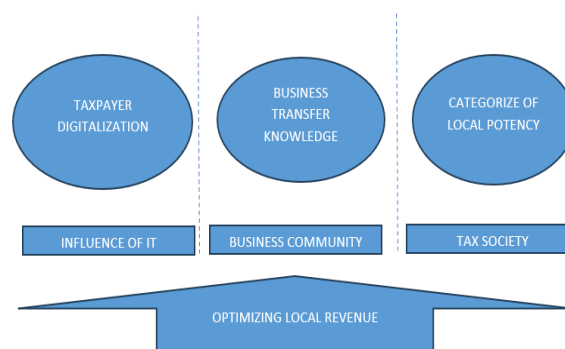 TAXPAYER
DIGITALIZATION
BUSINESS
TRANSFER
KNOWLEDGE
CATEGORIZE OF
LOCAL POTENCY
INFLUENCE OF IT
BUSINESS COMMUNITY
TAX SOCIETY
OPTIMIZING LOCAL REVENUE